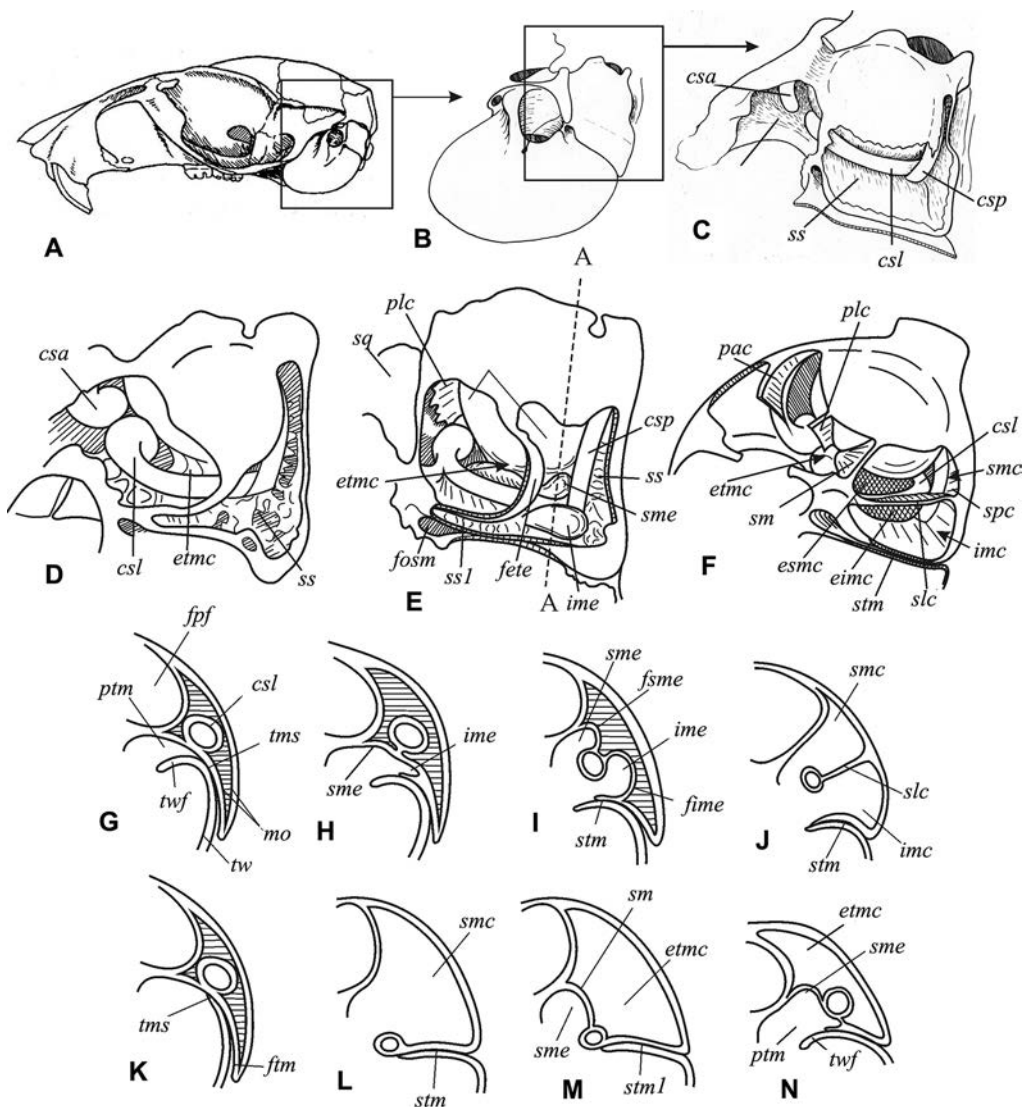 csa
csp
ss
csl
A
B
C
A
csa
plc
sq
csp
pac
plc
csl
smc
etmc
ss
sme
etmc
sm
spc
csl
etmc
ss
fosm
ss1
fete
ime
esmc
eimc
stm
slc
imc
D
E
A
F
fpf
ptm
csl
tms
twf
mo
tw
G
ime
sme
H
sme
fsme
ime
fime
stm
I
smc
slc
stm
imc
J
tms
ftm
K
smc
stm
L
sm
etmc
sme
stm1
M
etmc
sme
ptm
twf
N